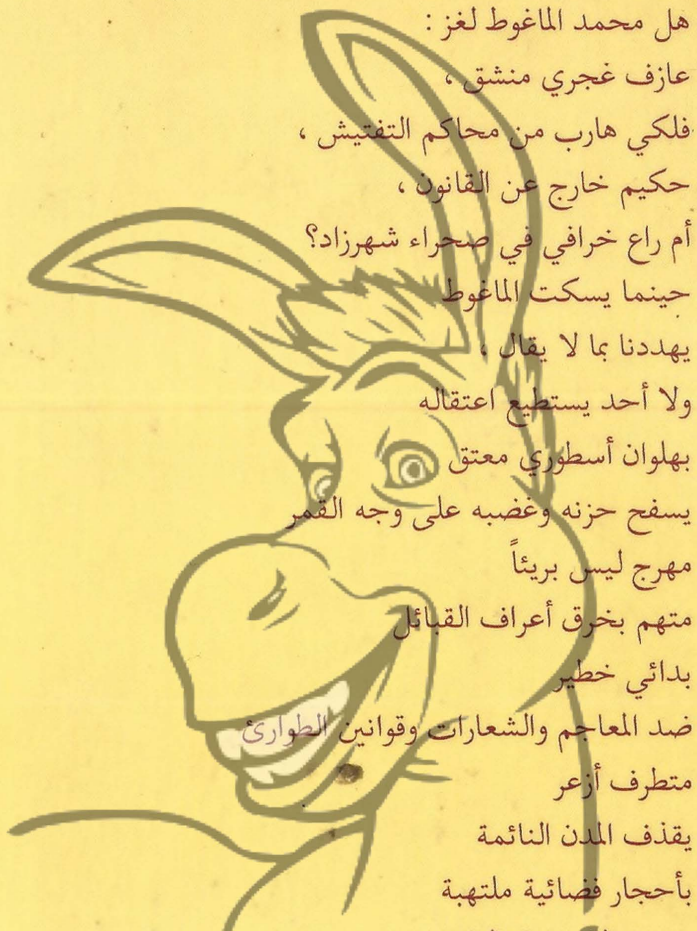 هل محمد الماغوط لغز :
عازف غجري منشق ،
فلكي هارب من محاكم التفتيش ،
حكيم خارج عن القانون ،
أم راع خرافي في صحراء شهرزاد؟
حينما يسكت الماغوط
يهددنا بما لا يقال ،
ولا أحد يستطيع اعتقاله
بهلوان أسطوري معتق
يسفح حزنه وغضبه على وجه القمر
مهرج ليس بريئاً
متهم بخرق أعراف القبائل
بدائي خطير
ضد المعاجم والشعارات وقوانين الطوارئ
متطرف أزعر
يقذف المدن النائمة
بأحجار فضائية ملتهبة